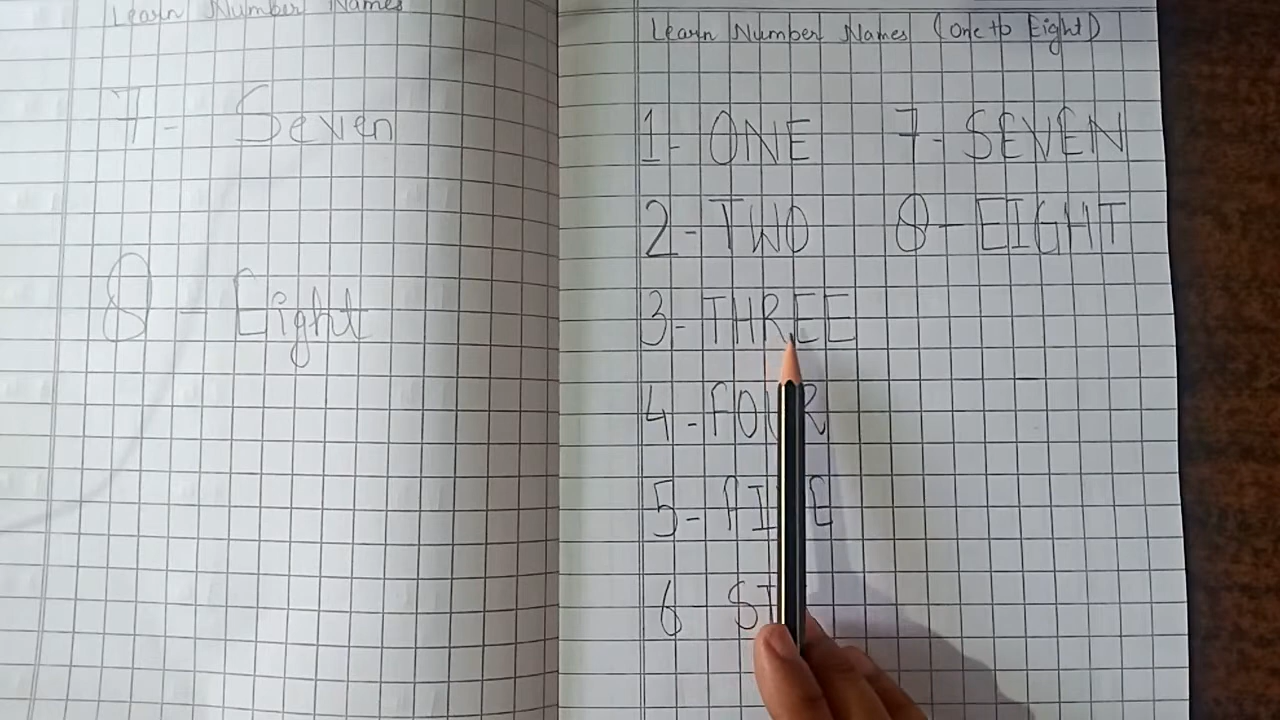 Learn Number Names
7- Seven
8 - Eight
Learn Number Names (One to Eight)
1- ONE
2- TWO
3- THREE
4- FOUR
5-
6
7- SEVEN
8- EIGHT